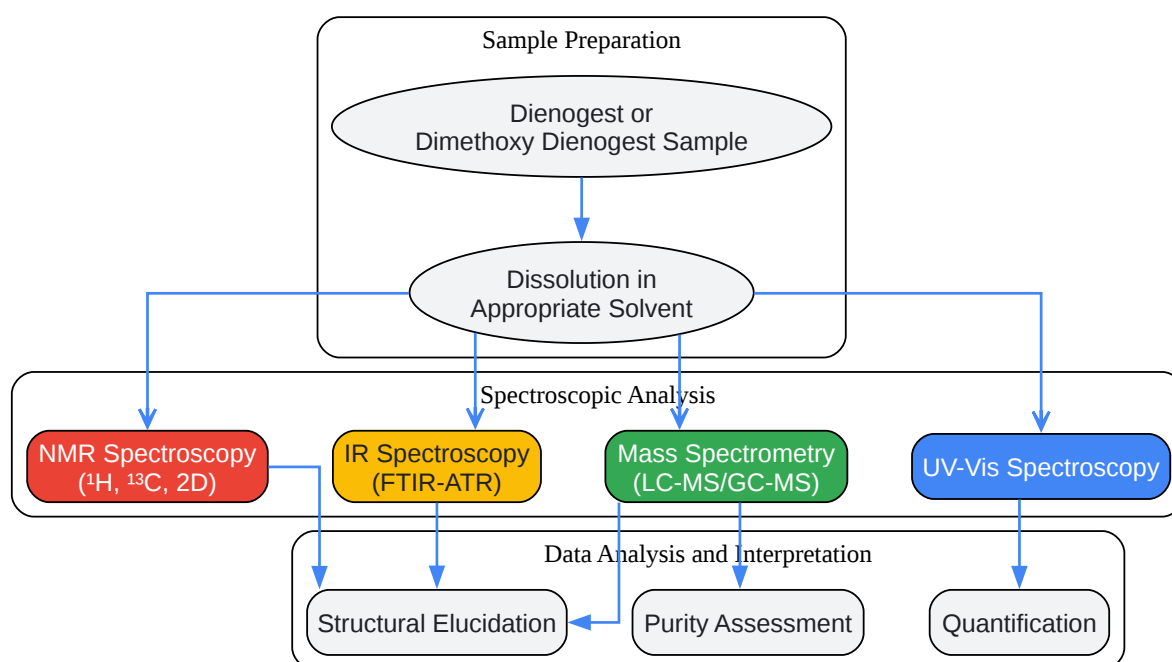 Sample Preparation
Dienogest or
Dimethoxy Dienogest Sample
Dissolution in
Appropriate Solvent
Spectroscopic Analysis
NMR Spectroscopy
(¹H, ¹³C, 2D)
IR Spectroscopy
(FTIR-ATR)
Mass Spectrometry
(LC-MS/GC-MS)
UV-Vis Spectroscopy
Data Analysis and Interpretation
Structural Elucidation
Purity Assessment
Quantification